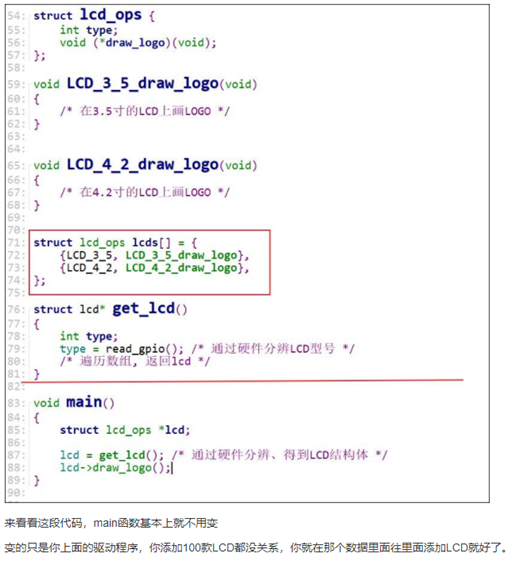 54: struct lcd_ops {
55:     int type;
56:     void (*draw_logo)(void);
57: };
58:
59: void LCD_3_5_draw_logo(void)
60: {
61:     /* 在3.5寸的LCD上画LOGO */
62: }
63:
64:
65: void LCD_4_2_draw_logo(void)
66: {
67:     /* 在4.2寸的LCD上画LOGO */
68: }
69:
70:
71: struct lcd_ops lcds[] = {
72:     {LCD_3_5, LCD_3_5_draw_logo},
73:     {LCD_4_2, LCD_4_2_draw_logo},
74: };
75:
76: struct lcd* get_lcd()
77: {
78:     int type;
79:     type = read_gpio(); /* 通过硬件分辨LCD型号 */
80:     /* 遍历数组, 返回lcd */
81: }
82:
83: void main()
84: {
85:     struct lcd_ops *lcd;
86:
87:     lcd = get_lcd(); /* 通过硬件分辨、得到LCD结构体 */
88:     lcd->draw_logo();
89: }
90:
来看看这段代码，main函数基本上就不用变
变的只是你上面的驱动程序，你添加100款LCD都没关系，你就在那个数据里面往里面添加LCD就好了。